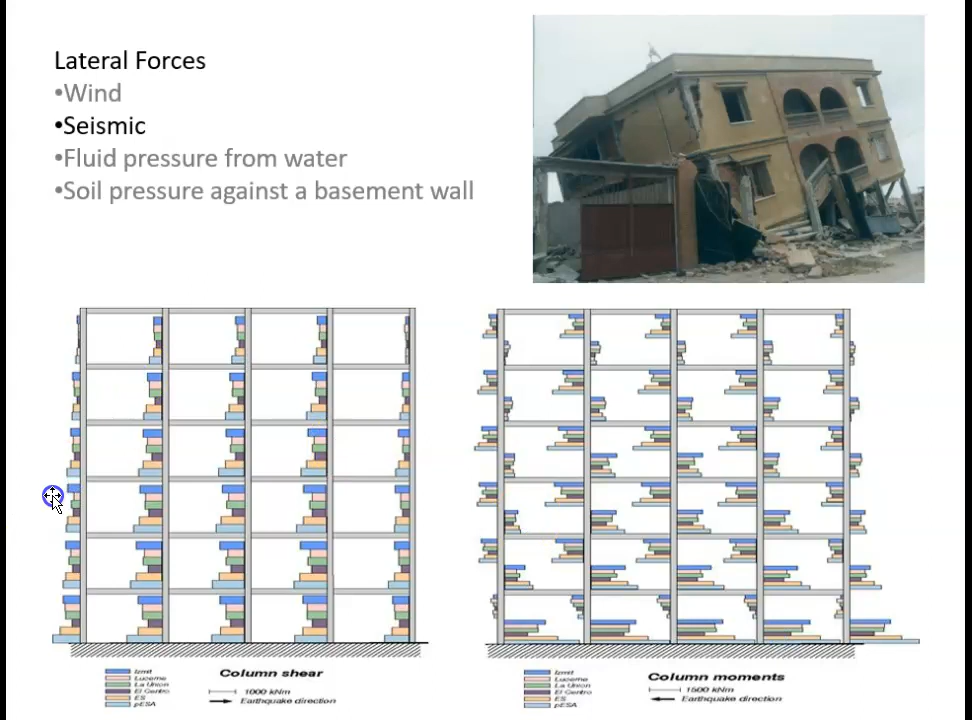 Lateral Forces
•Wind
•Seismic
•Fluid pressure from water
•Soil pressure against a basement wall
Izmit
Lucerne
La Union
El Centro
ES
pESA
Column shear
1000 kNm
Earthquake direction
Izmit
Lucerne
La Union
El Centro
ES
pESA
Column moments
1500 kNm
Earthquake direction